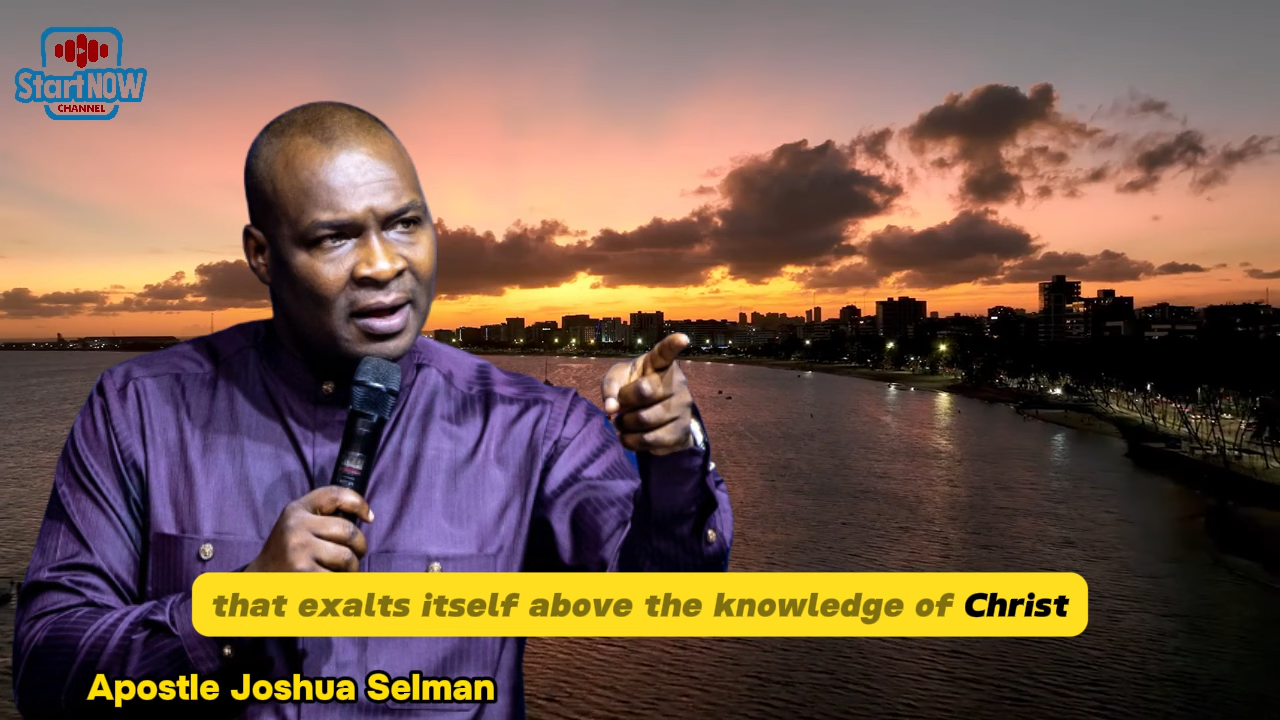 StartNOW
CHANNEL
that exalts itself above the knowledge of Christ
Apostle Joshua Selman